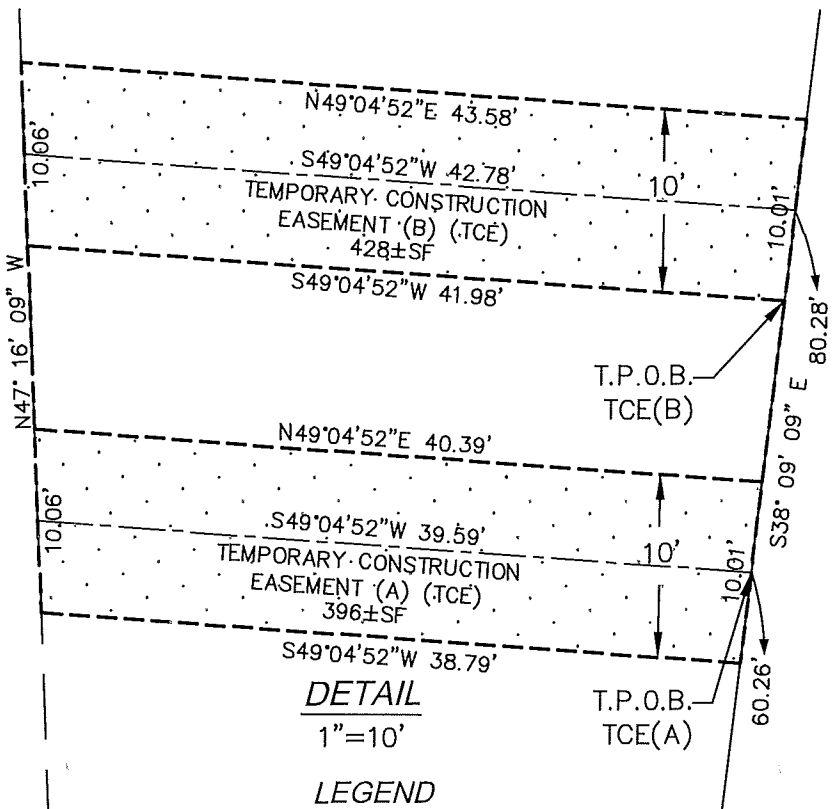 N49°04'52"E 43.58'
10.06'
S49°04'52"W 42.78'
10'
TEMPORARY CONSTRUCTION
EASEMENT (B) (TCE)
428±SF
10.01'
S49°04'52"W 41.98'
80.28'
N47° 16' 09" W
T.P.O.B.
TCE(B)
S38° 09' 09" E
N49°04'52"E 40.39'
10.06'
S49°04'52"W 39.59'
10'
TEMPORARY CONSTRUCTION
EASEMENT (A) (TCE)
396±SF
10.01'
S49°04'52"W 38.79'
60.26'
T.P.O.B.
TCE(A)
DETAIL
1"=10'
LEGEND